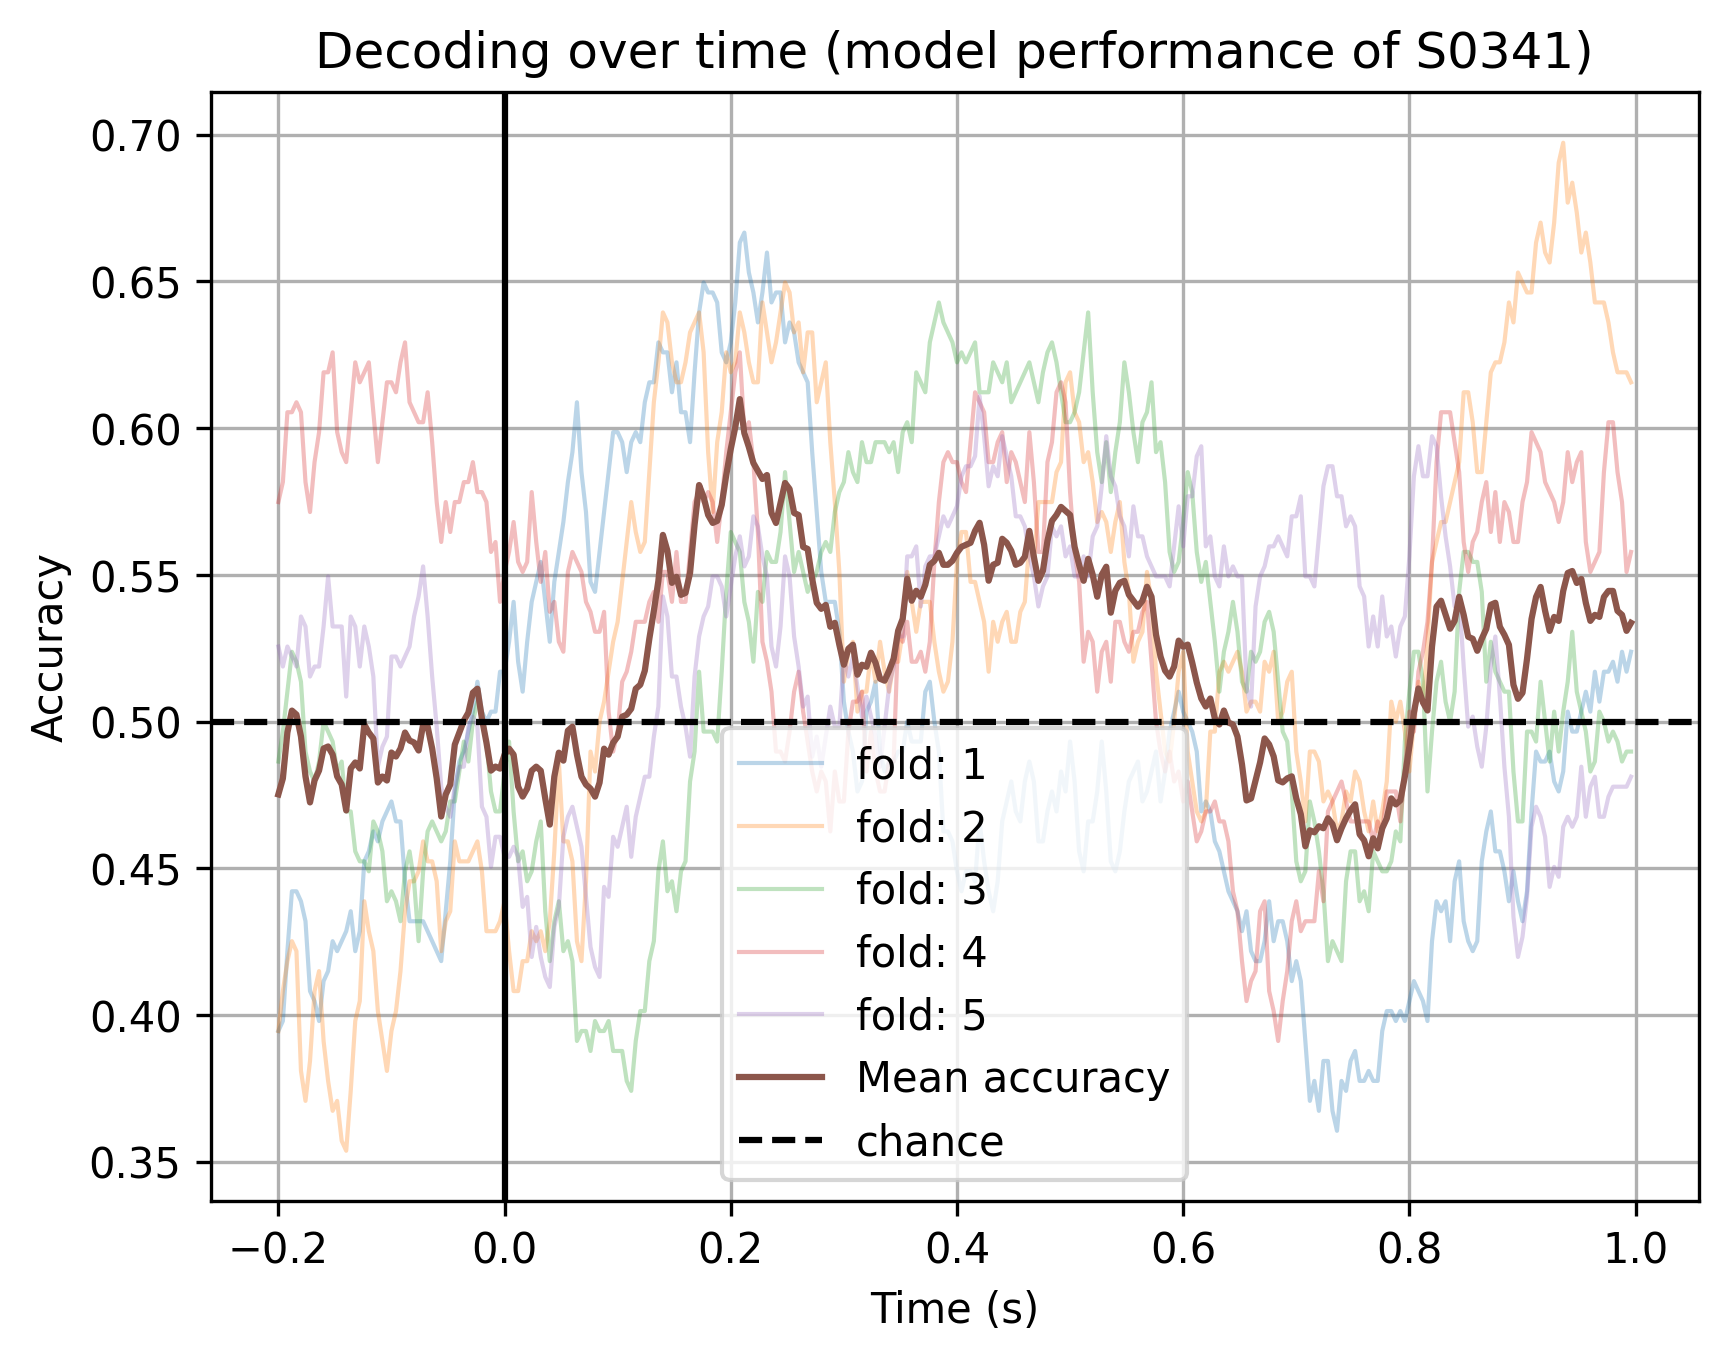 Decoding over time (model performance of S0341)
Accuracy
0.70
0.65
0.60
0.55
0.50
0.45
0.40
0.35
fold: 1
fold: 2
fold: 3
fold: 4
fold: 5
Mean accuracy
chance
−0.2 0.0 0.2 0.4 0.6 0.8 1.0
Time (s)